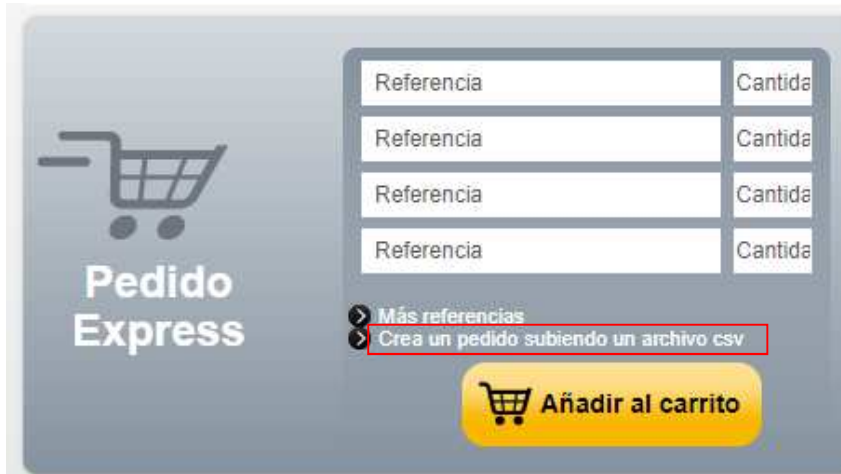 Referencia Cantida
Referencia Cantida
Referencia Cantida
Referencia Cantida
Pedido
Express
Más referencias
Crea un pedido subiendo un archivo csv
Añadir al carrito